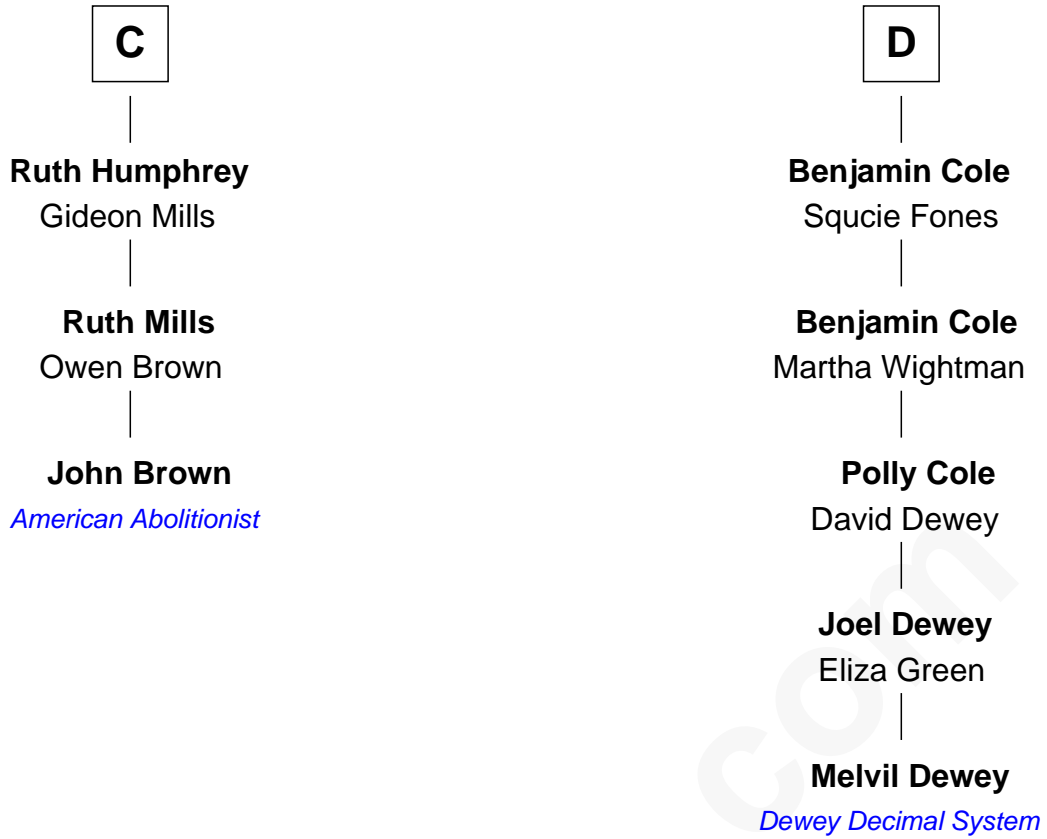 C
Ruth Humphrey
Gideon Mills
Ruth Mills
Owen Brown
John Brown
American Abolitionist
D
Benjamin Cole
Squcie Fones
Benjamin Cole
Martha Wightman
Polly Cole
David Dewey
Joel Dewey
Eliza Green
Melvil Dewey
Dewey Decimal System
com